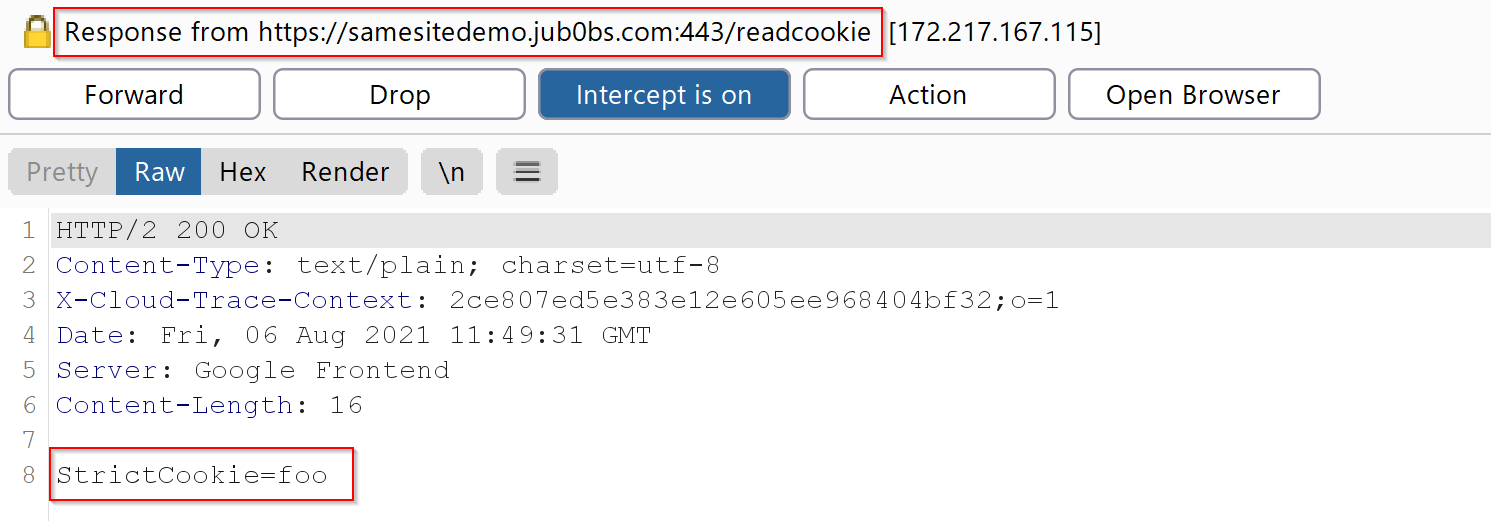 Response from https://samesitedemo.jub0bs.com:443/readcookie [172.217.167.115]
Forward Drop Intercept is on Action Open Browser
Pretty Raw Hex Render \n
1 HTTP/2 200 OK
2 Content-Type: text/plain; charset=utf-8
3 X-Cloud-Trace-Context: 2ce807ed5e383e12e605ee968404bf32;o=1
4 Date: Fri, 06 Aug 2021 11:49:31 GMT
5 Server: Google Frontend
6 Content-Length: 16
7
8 StrictCookie=foo